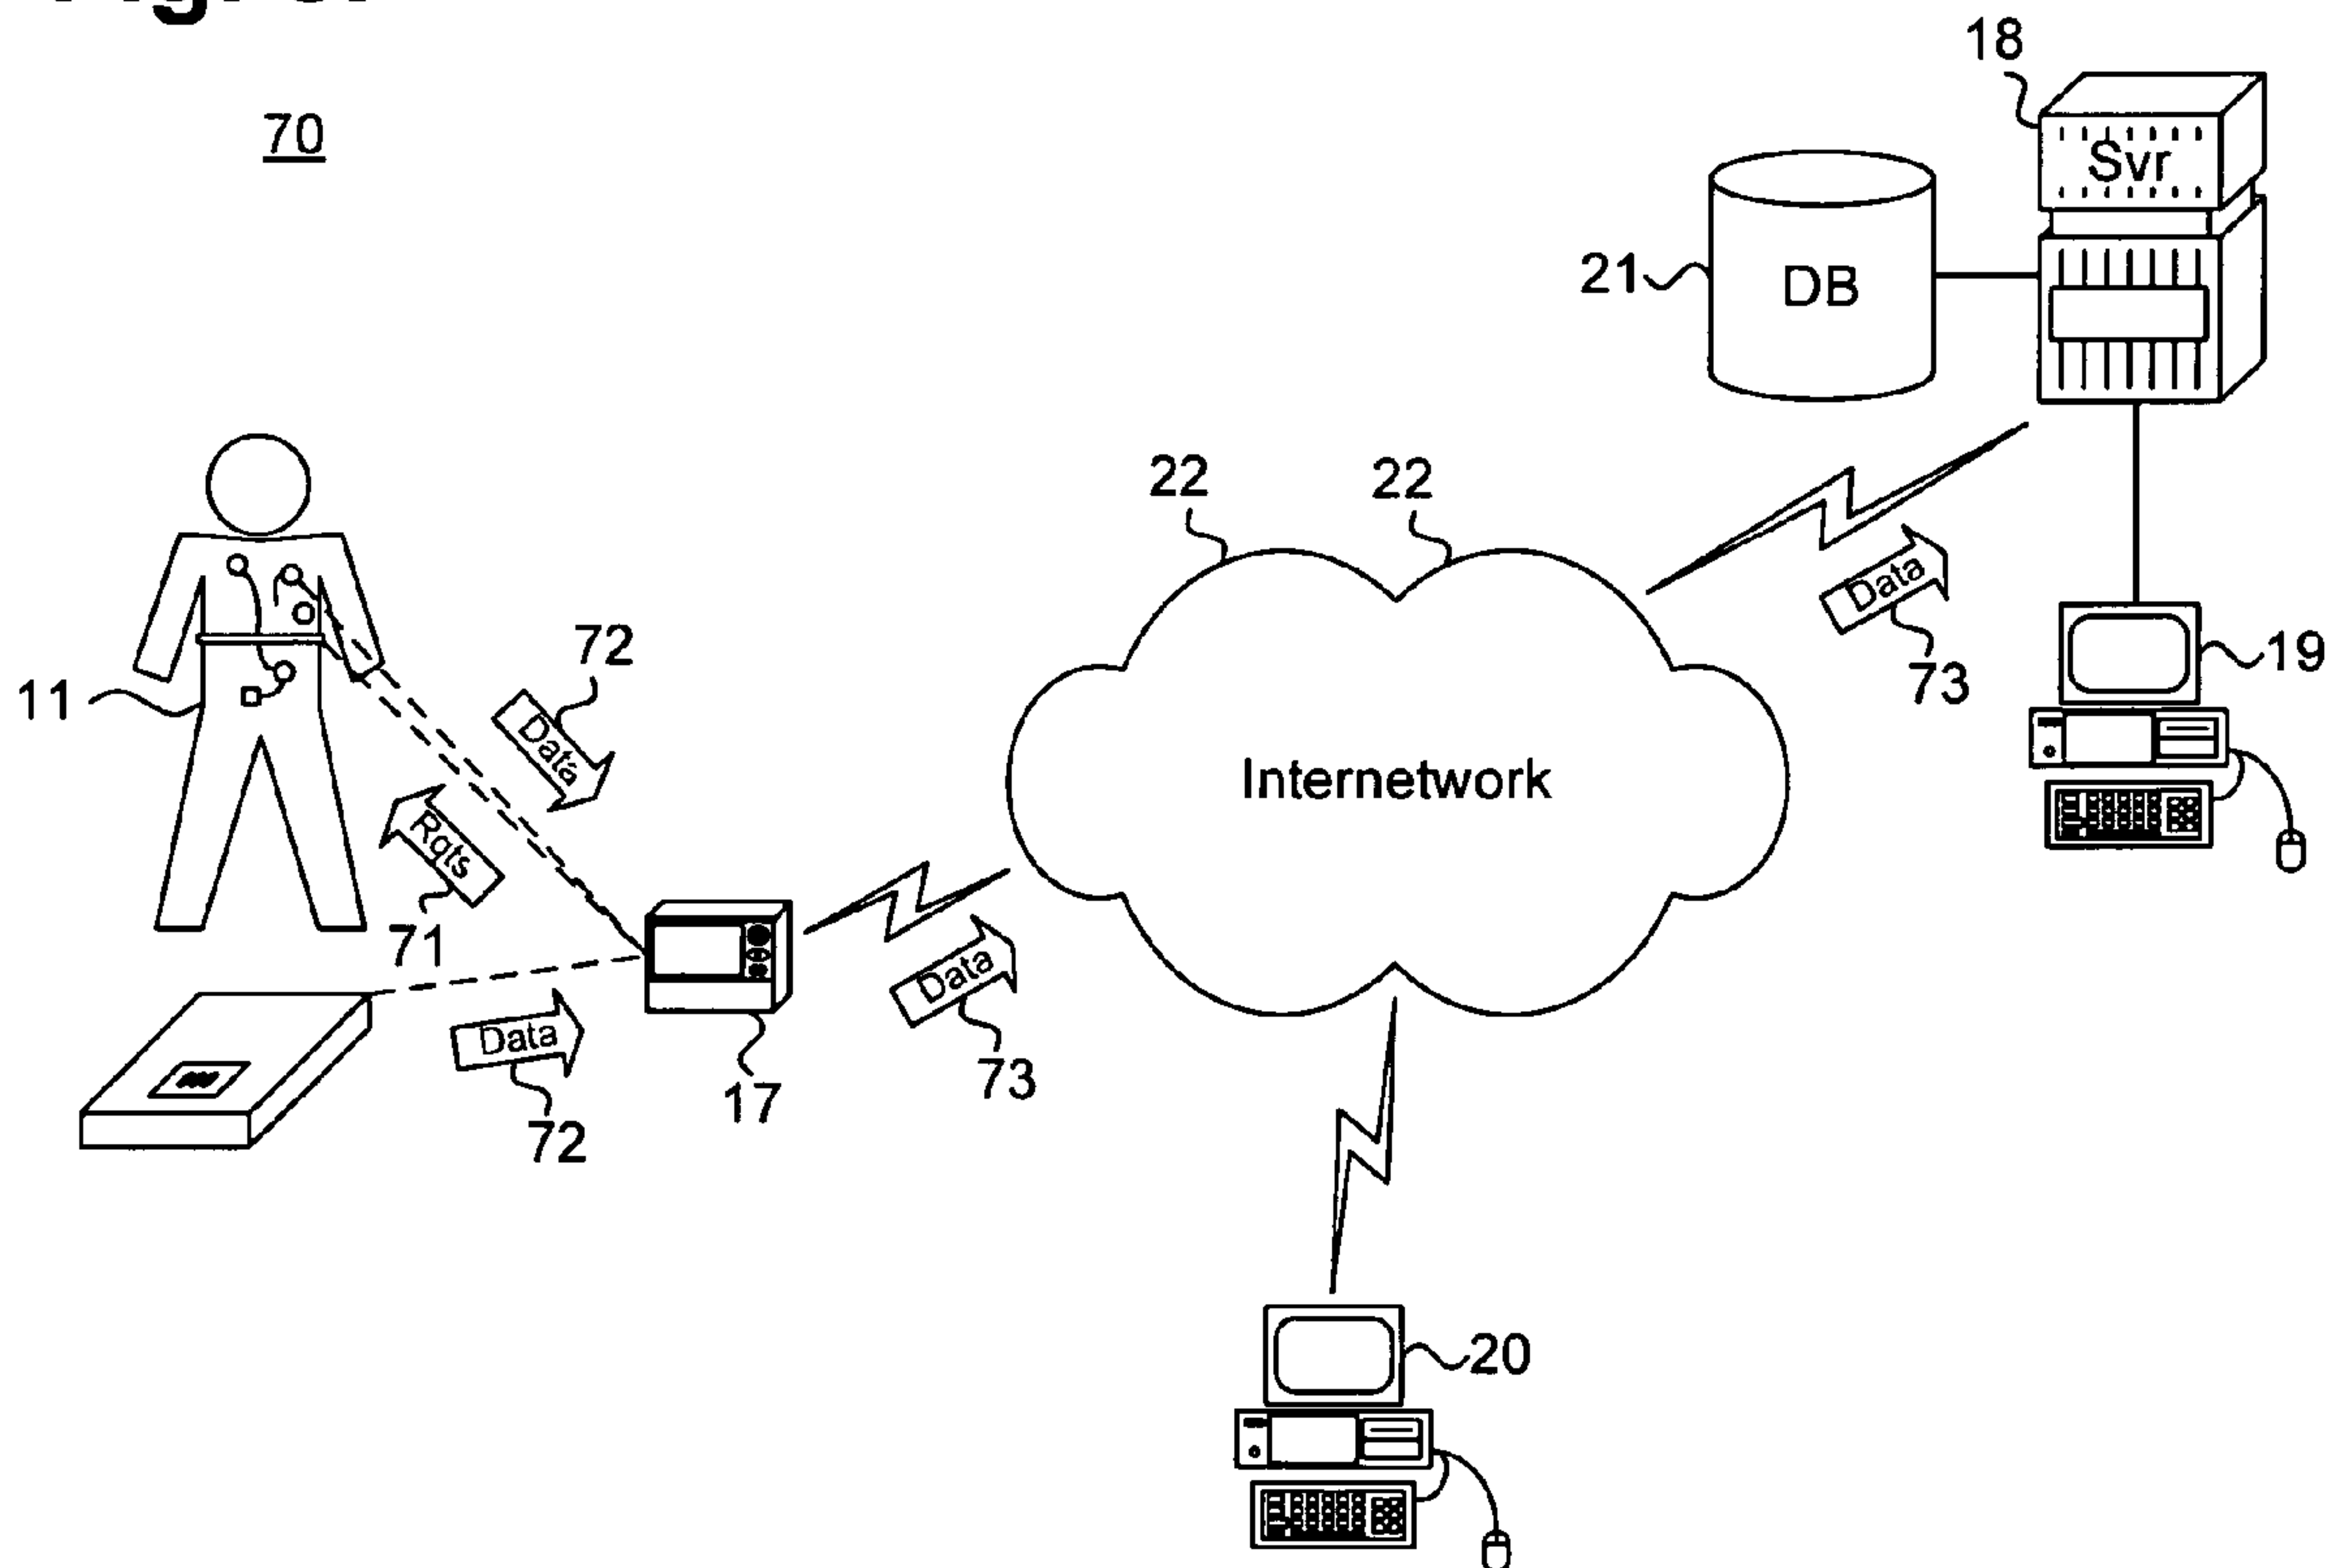 70
18
Svr
21
DB
22
22
Data
73
19
11
72
Data
Rqts
71
Internetwork
Data
73
Data
72
17
20